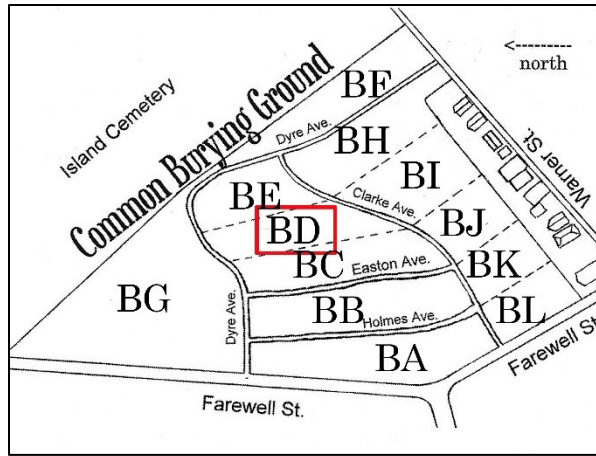 Island Cemetery
Common Burying Ground
north
BF
Dyre Ave.
BH
Warner St.
BI
BE
Clarke Ave.
BD
BJ
BC
Easton Ave.
BK
BG
Dyre Ave.
BB
Holmes Ave.
BL
BA
Farewell St.
Farewell St.